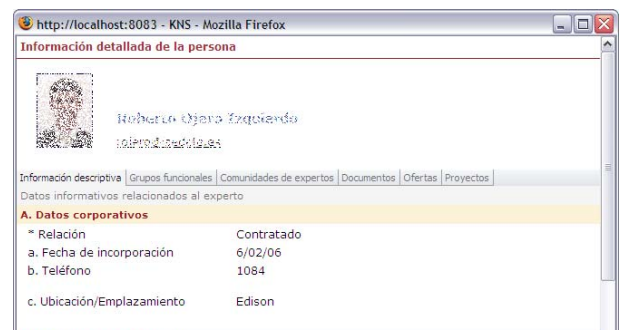 http://localhost:8083 - KNS - Mozilla Firefox
Información detallada de la persona
Roberto Ojero Izquierdo
Información descriptiva Grupos funcionales Comunidades de expertos Documentos Ofertas Proyectos
Datos informativos relacionados al experto
A. Datos corporativos
* Relación Contratado
a. Fecha de incorporación 6/02/06
b. Teléfono 1084
c. Ubicación/Emplazamiento Edison